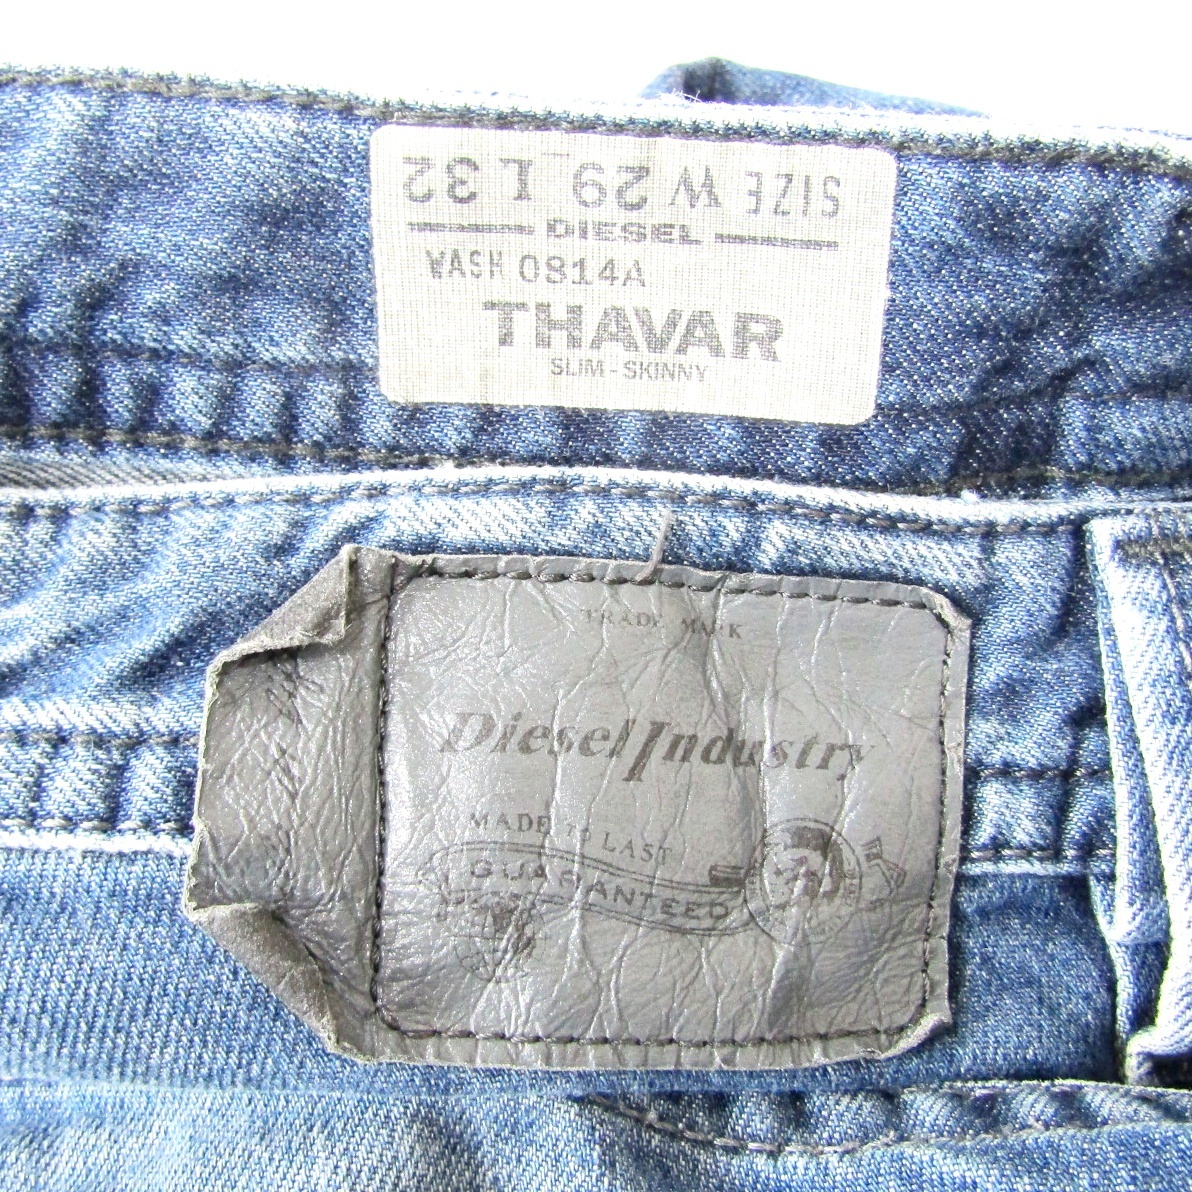 SIZE W 29 L 32
DIESEL
WASH 0814A
THAVAR
SLIM - SKINNY
TRADE MARK
Diesel Industry
MADE TO LAST
GUARANTEED